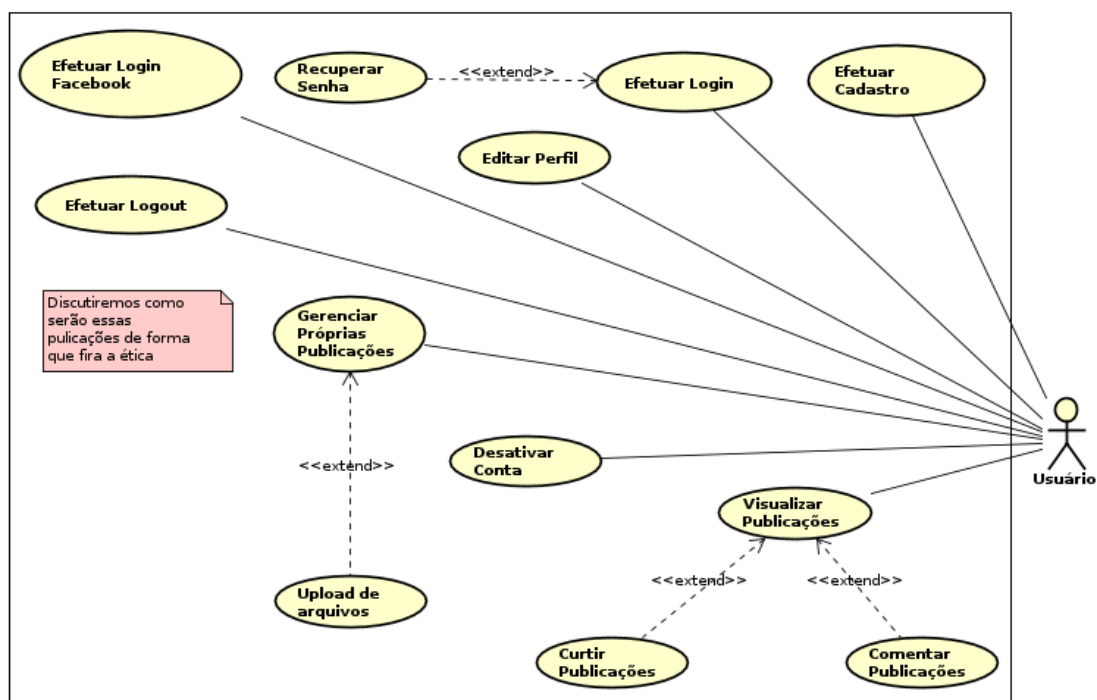 Efetuar Login
Facebook
Recuperar
Senha
<<extend>>
Efetuar Login
Efetuar
Cadastro
Editar Perfil
Efetuar Logout
Discutiremos como
serão essas
pulicações de forma
que fira a ética
Gerenciar
Próprias
Publicações
<<extend>>
Desativar
Conta
Usuário
Visualizar
Publicações
<<extend>>
<<extend>>
Upload de
arquivos
Curtir
Publicações
Comentar
Publicações